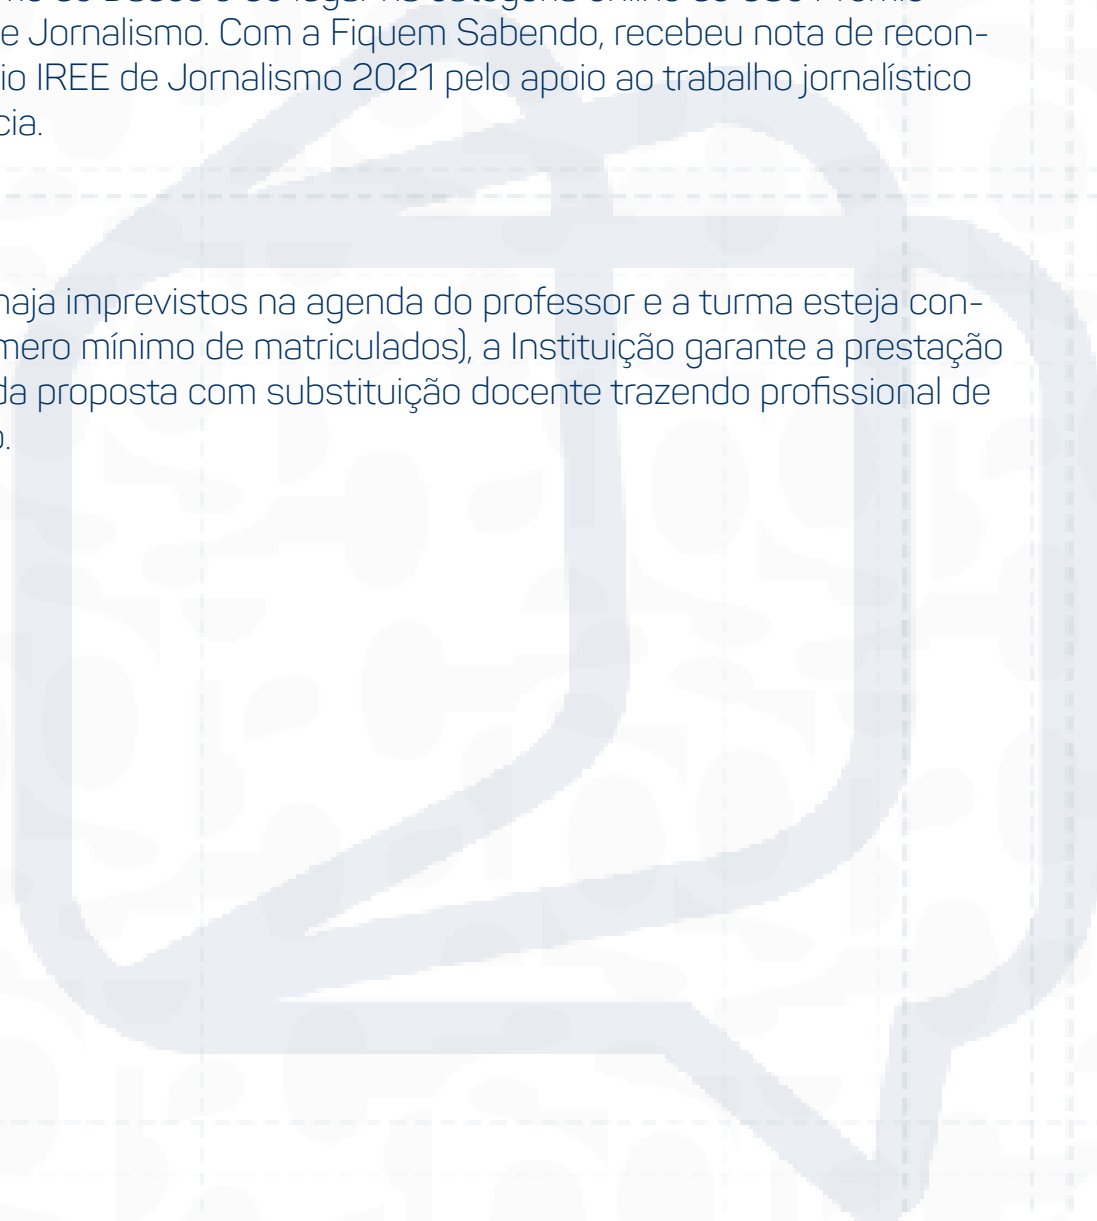 e Jornalismo. Com a Fiquem Sabendo, recebeu nota de recon-
io IREE de Jornalismo 2021 pelo apoio ao trabalho jornalístico
cia.
haja imprevistos na agenda do professor e a turma esteja con-
mero mínimo de matriculados), a Instituição garante a prestação
da proposta com substituição docente trazendo profissional de
o.